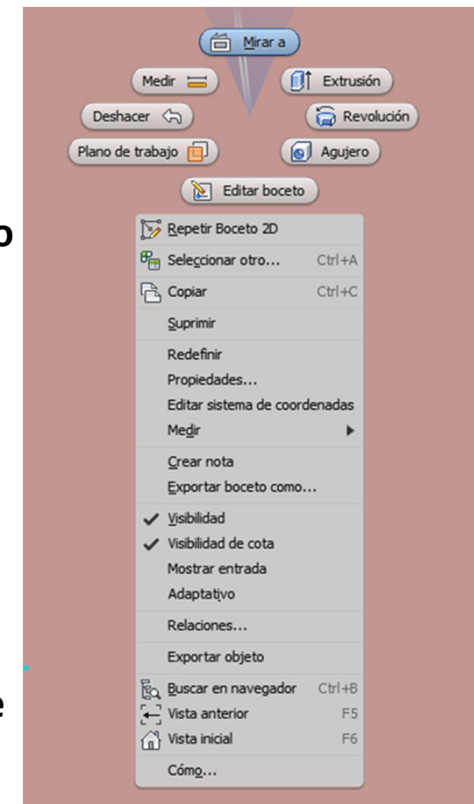 Mirar a
Medir
Extrusión
Deshacer
Revolución
Plano de trabajo
Agujero
Editar boceto
o
Repetir Boceto 2D
Seleccionar otro... Ctrl+A
Copiar Ctrl+C
Suprimir
Redefinir
Propiedades...
Editar sistema de coordenadas
Medir
Crear nota
Exportar boceto como...
Visibilidad
Visibilidad de cota
Mostrar entrada
Adaptativo
Relaciones...
Exportar objeto
Buscar en navegador Ctrl+B
e
Vista anterior F5
Vista inicial F6
Cómo...